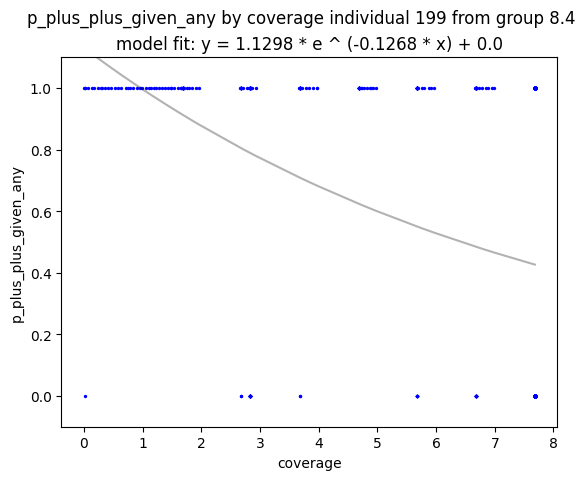 p_plus_plus_given_any by coverage individual 199 from group 8.4
model fit: y = 1.1298 * e ^ (-0.1268 * x) + 0.0
1.0
0.8
0.6
0.4
0.2
0.0
p_plus_plus_given_any
0 1 2 3 4 5 6 7 8
coverage